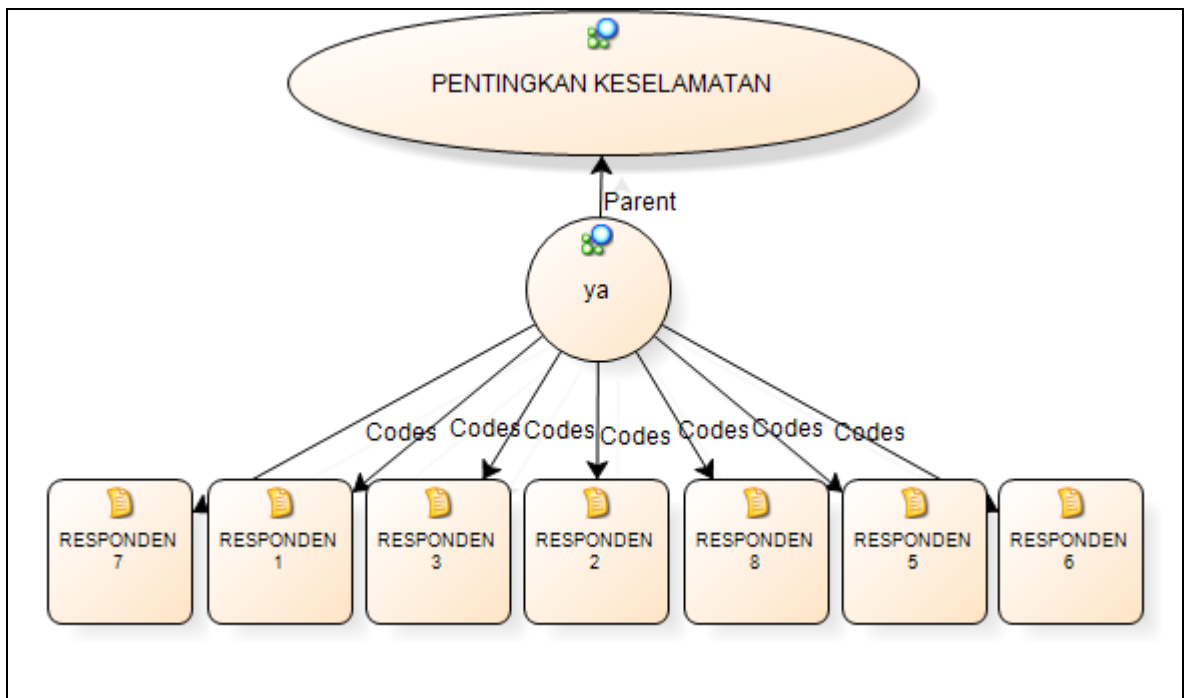 PENTINGKAN KESELAMATAN
Parent
ya
Codes Codes Codes Codes Codes Codes Codes
RESPONDEN
7
RESPONDEN
1
RESPONDEN
3
RESPONDEN
2
RESPONDEN
8
RESPONDEN
5
RESPONDEN
6